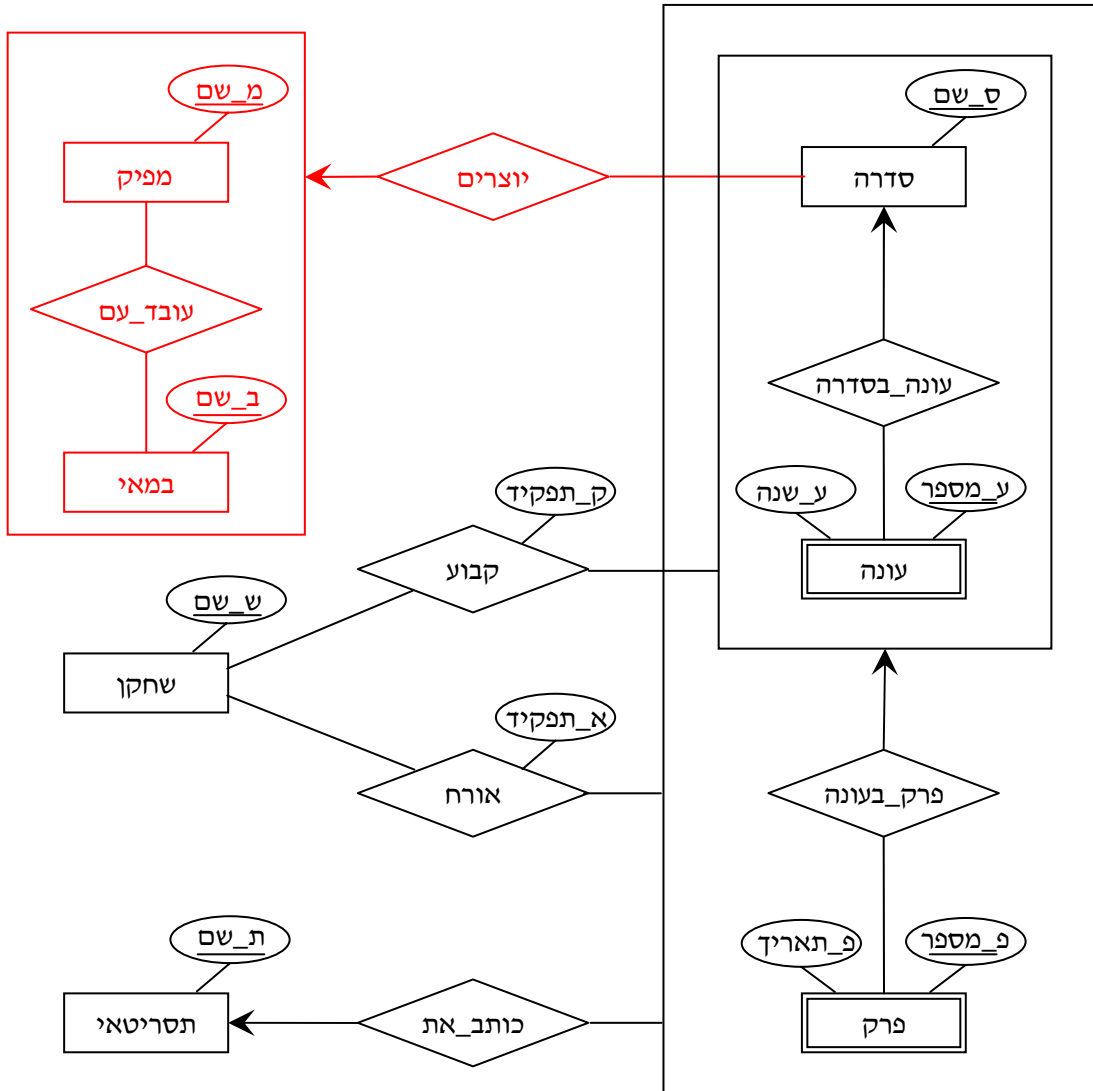 ס_שם
מ_שם
סדרה
יוצרים
מפיק
עובד_עם
עונה_בסדרה
ב_שם
במאי
ע_מספר
ע_שנה
ק_תפקיד
עונה
קבוע
ש_שם
שחקן
א_תפקיד
פרק_בעונה
אורח
פ_מספר
פ_תאריך
ת_שם
פרק
כותב_את
תסריטאי